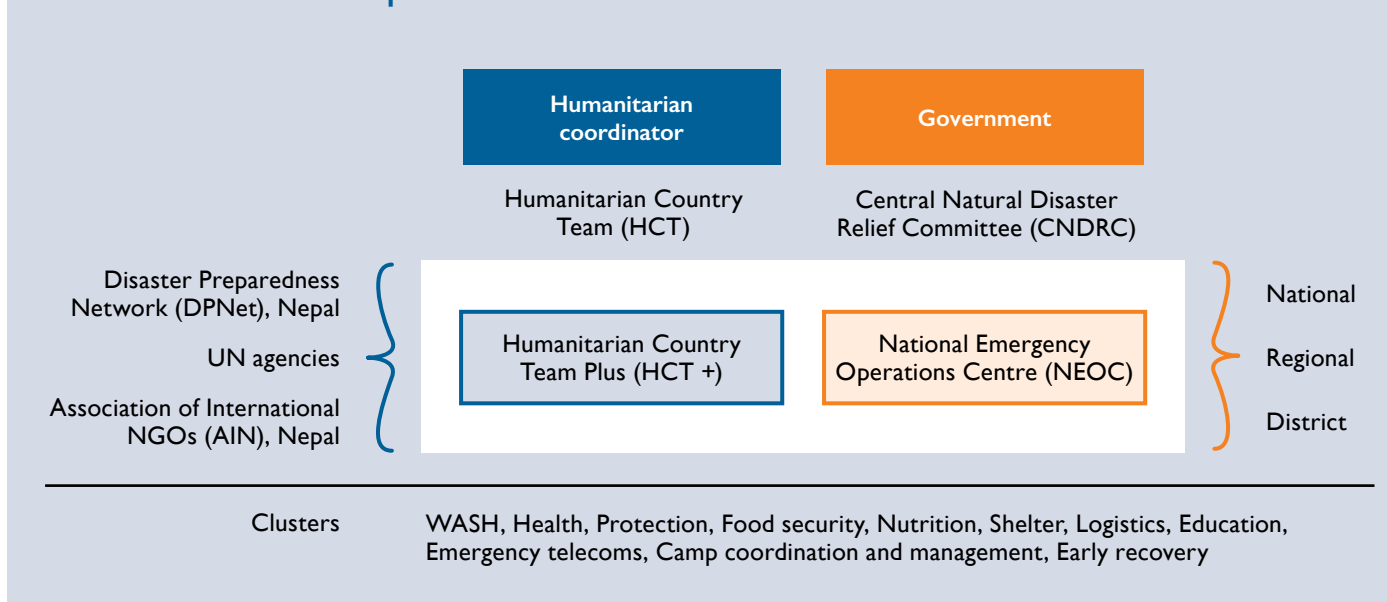 Humanitarian
coordinator
Government
Humanitarian Country
Team (HCT)
Central Natural Disaster
Relief Committee (CNDRC)
Disaster Preparedness
Network (DPNet), Nepal
UN agencies
Association of International
NGOs (AIN), Nepal
Humanitarian Country
Team Plus (HCT +)
National Emergency
Operations Centre (NEOC)
National
Regional
District
Clusters
WASH, Health, Protection, Food security, Nutrition, Shelter, Logistics, Education,
Emergency telecoms, Camp coordination and management, Early recovery